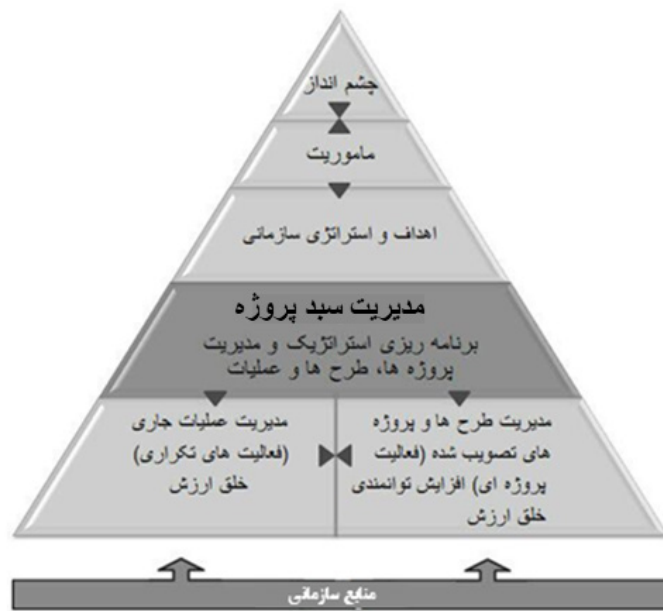 چشم انداز
ماموریت
اهداف و استراتژی سازمانی
مدیریت سبد پروژه
برنامه ریزی استراتژیک و مدیریت
پروژه ها، طرح ها و عملیات
مدیریت طرح ها و پروژه
های تصویب شده (فعالیت
پروژه ای) افزایش توانمندی
خلق ارزش
مدیریت عملیات جاری
(فعالیت های تکراری)
خلق ارزش
منابع سازمانی